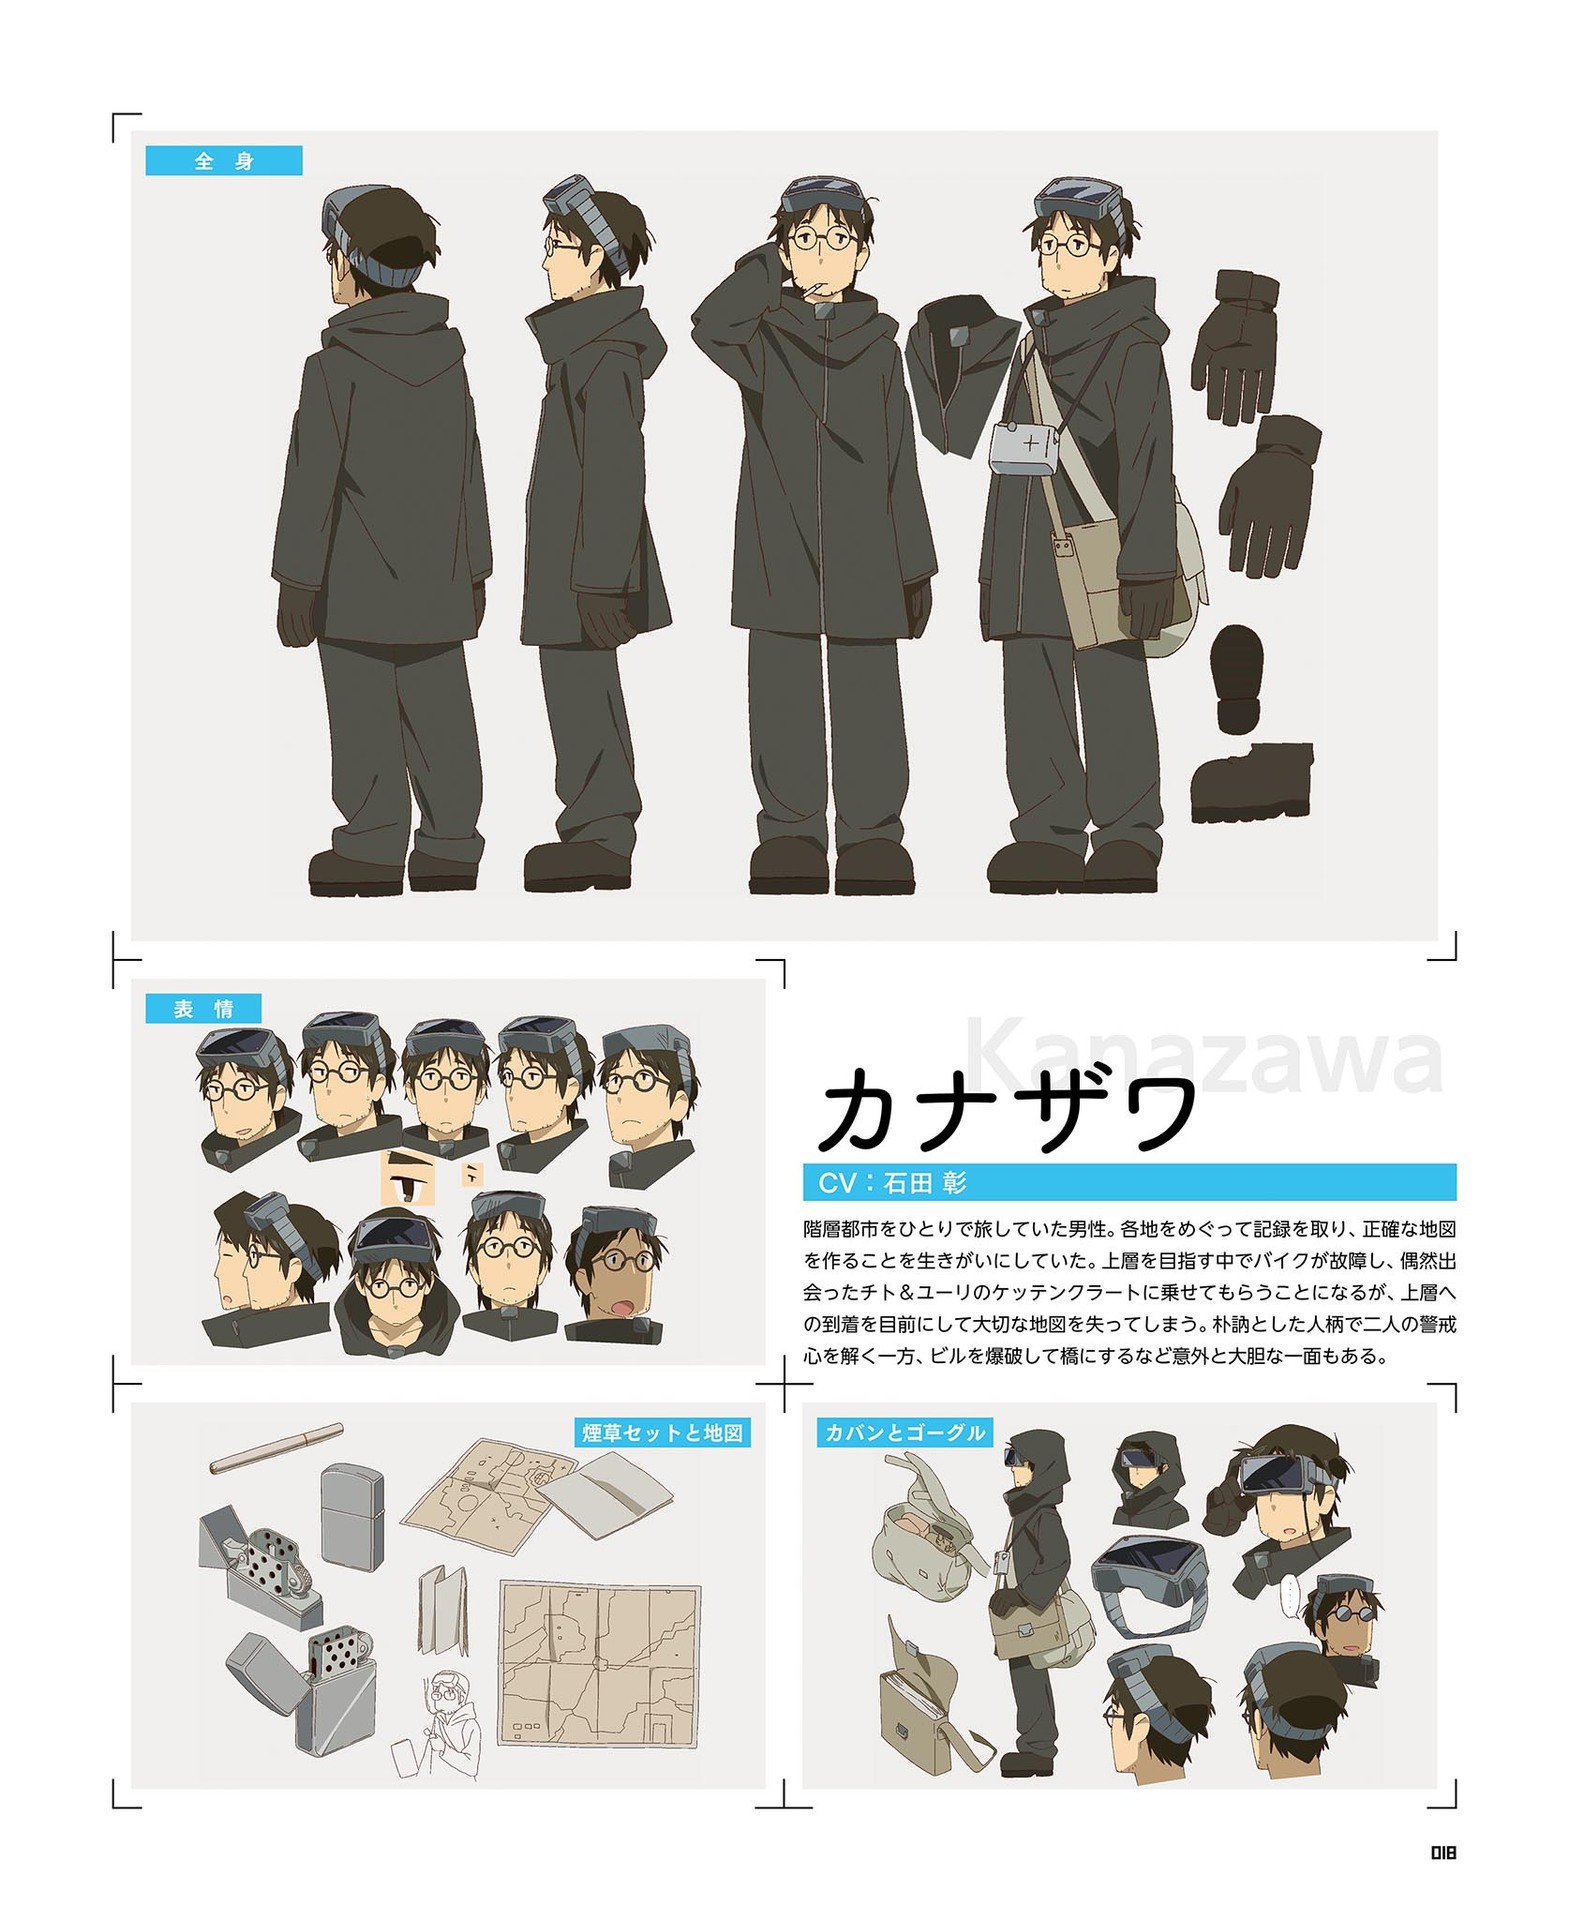 全身
表情
Kanazawa
カナザワ
CV：石田 彰
階層都市をひとりで旅していた男性。各地をめぐって記録を取り、正確な地図
を作ることを生きがいにしていた。上層を目指す中でバイクが故障し、偶然出
会ったチト＆ユーリのケッテンクラートに乗せてもらうことになるが、上層へ
の到着を目前にして大切な地図を失ってしまう。朴訥とした人柄で二人の警戒
心を解く一方、ビルを爆破して橋にするなど意外と大胆な一面もある。
煙草セットと地図
カバンとゴーグル
018